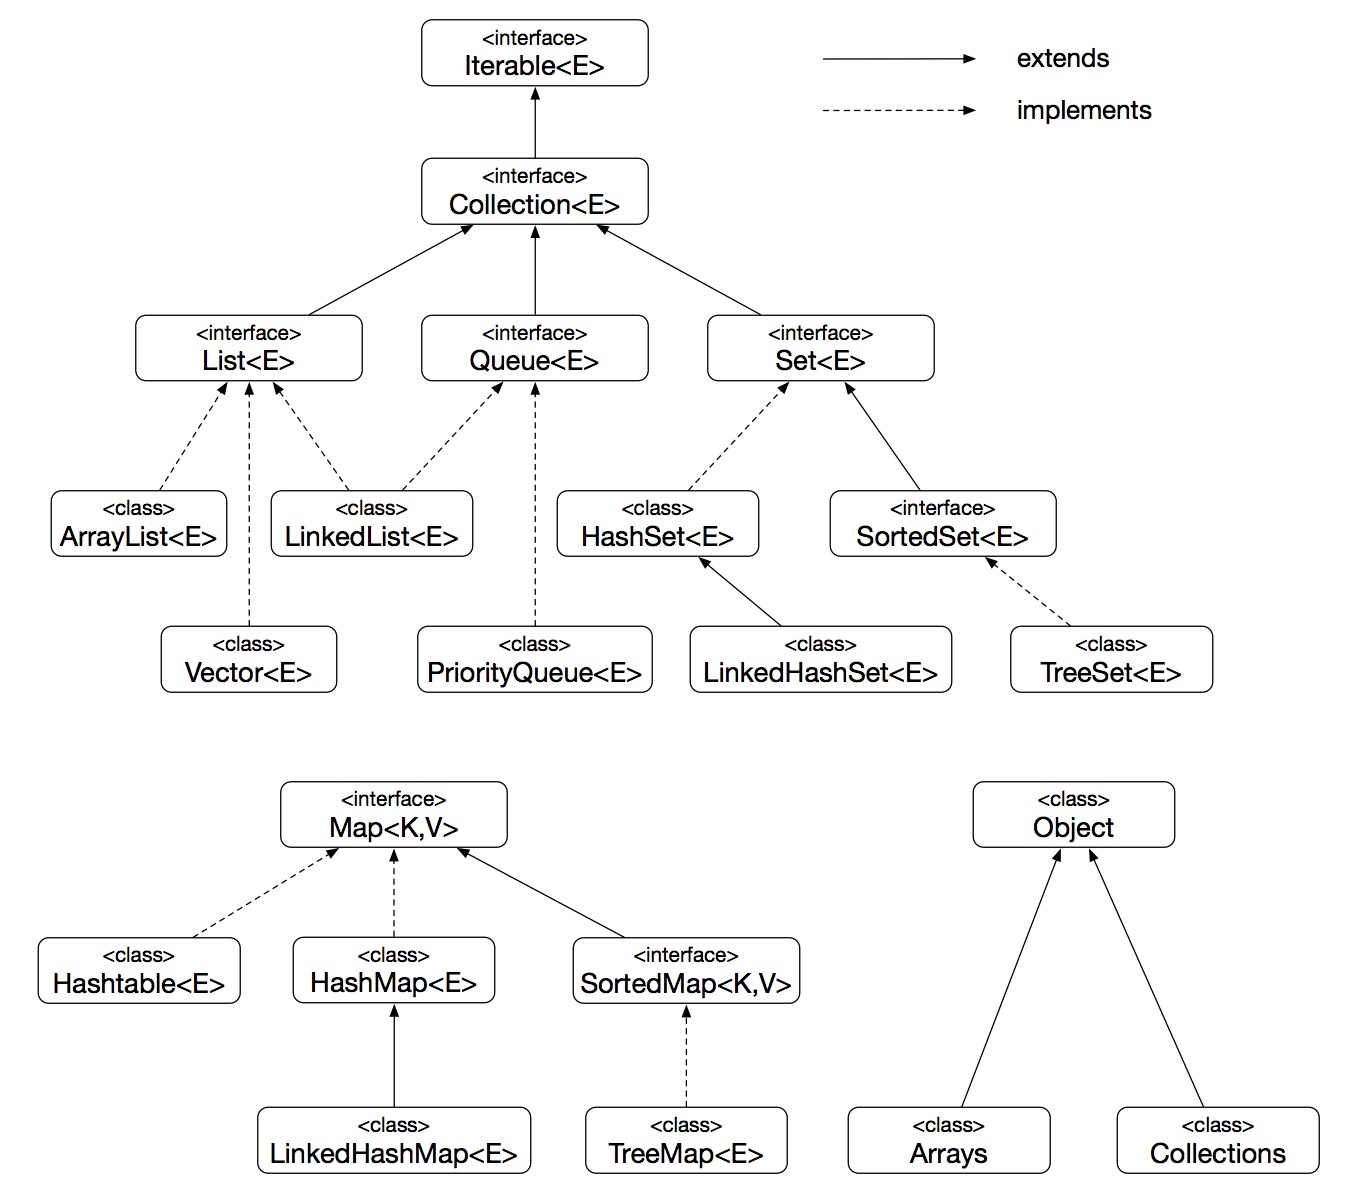 <interface>
Iterable<E>
extends
implements
<interface>
Collection<E>
<interface>
List<E>
<interface>
Queue<E>
<interface>
Set<E>
<class>
ArrayList<E>
<class>
LinkedList<E>
<class>
HashSet<E>
<interface>
SortedSet<E>
<class>
Vector<E>
<class>
PriorityQueue<E>
<class>
LinkedHashSet<E>
<class>
TreeSet<E>
<interface>
Map<K,V>
<class>
Object
<class>
Hashtable<E>
<class>
HashMap<E>
<interface>
SortedMap<K,V>
<class>
LinkedHashMap<E>
<class>
TreeMap<E>
<class>
Arrays
<class>
Collections